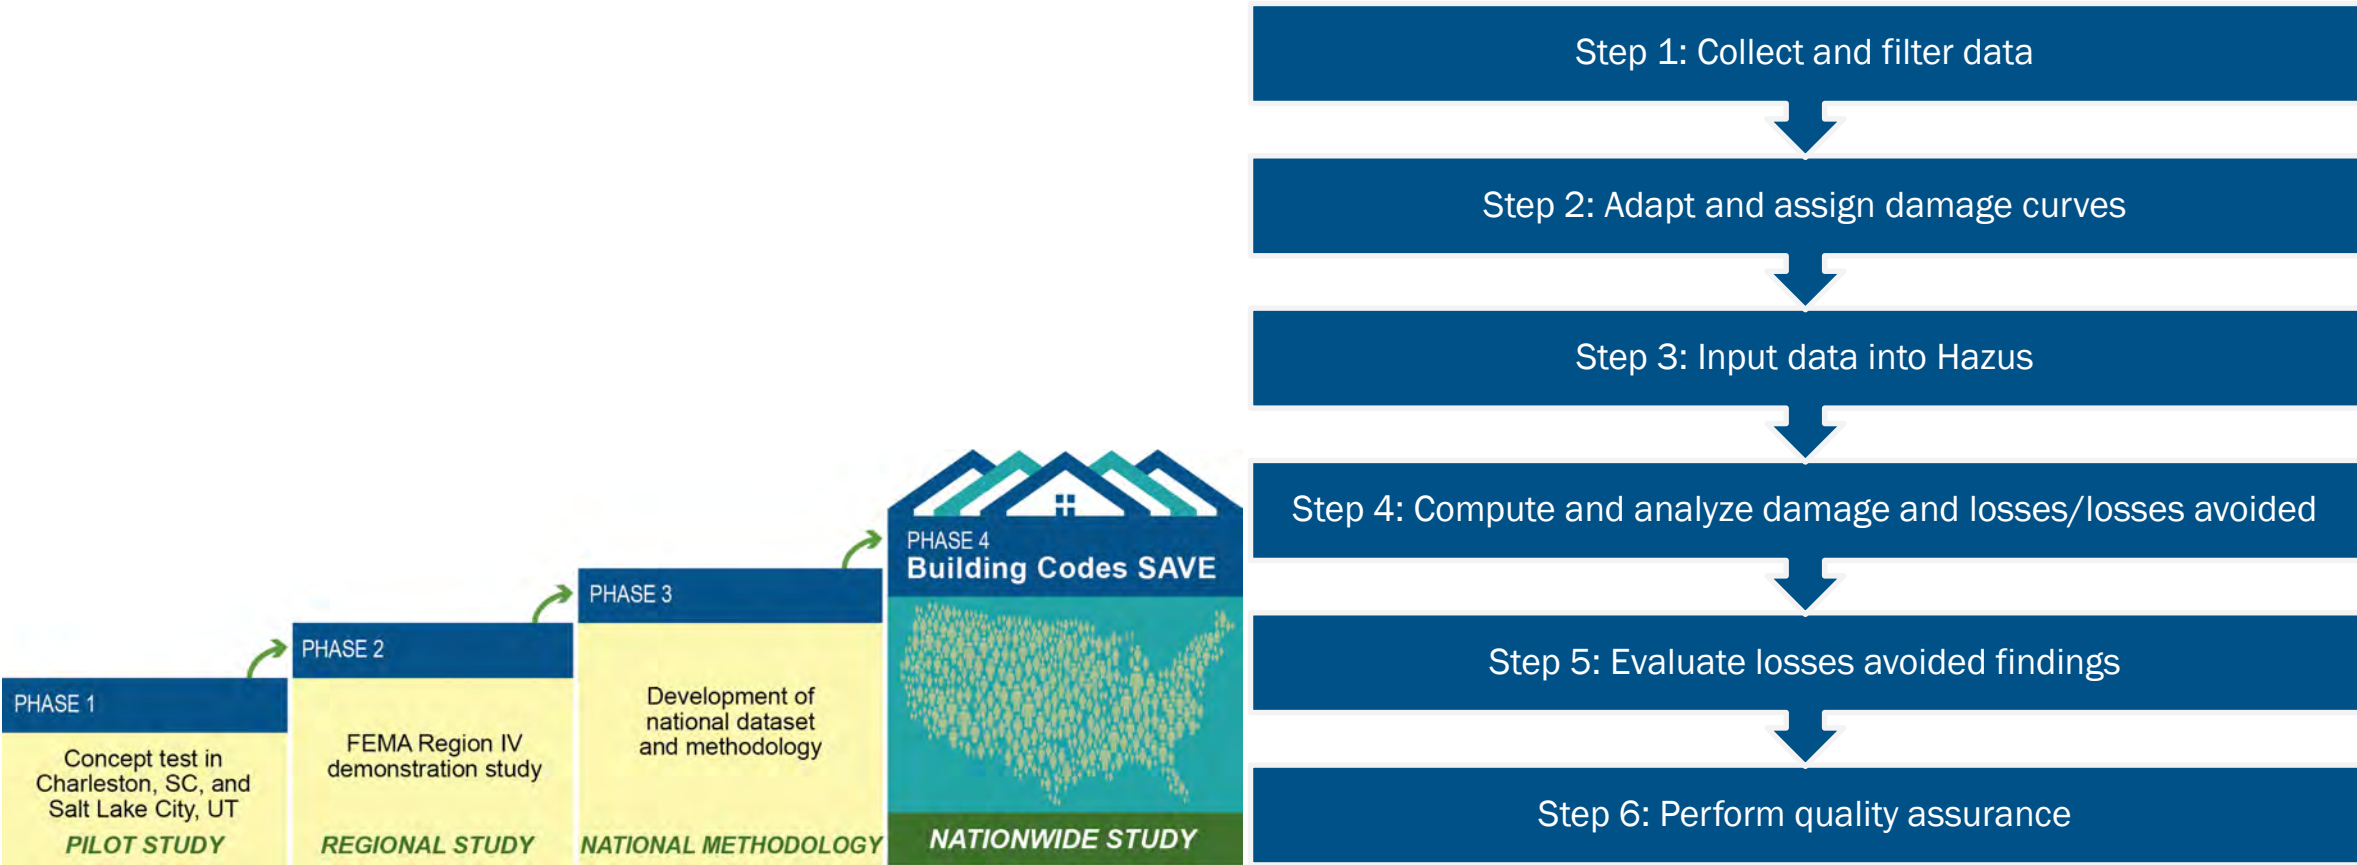 PHASE 1
Concept test in
Charleston, SC, and
Salt Lake City, UT
PILOT STUDY
PHASE 2
FEMA Region IV
demonstration study
REGIONAL STUDY
PHASE 3
Development of
national dataset
and methodology
NATIONAL METHODOLOGY
PHASE 4
Building Codes SAVE
NATIONWIDE STUDY
Step 1: Collect and filter data
Step 2: Adapt and assign damage curves
Step 3: Input data into Hazus
Step 4: Compute and analyze damage and losses/losses avoided
Step 5: Evaluate losses avoided findings
Step 6: Perform quality assurance